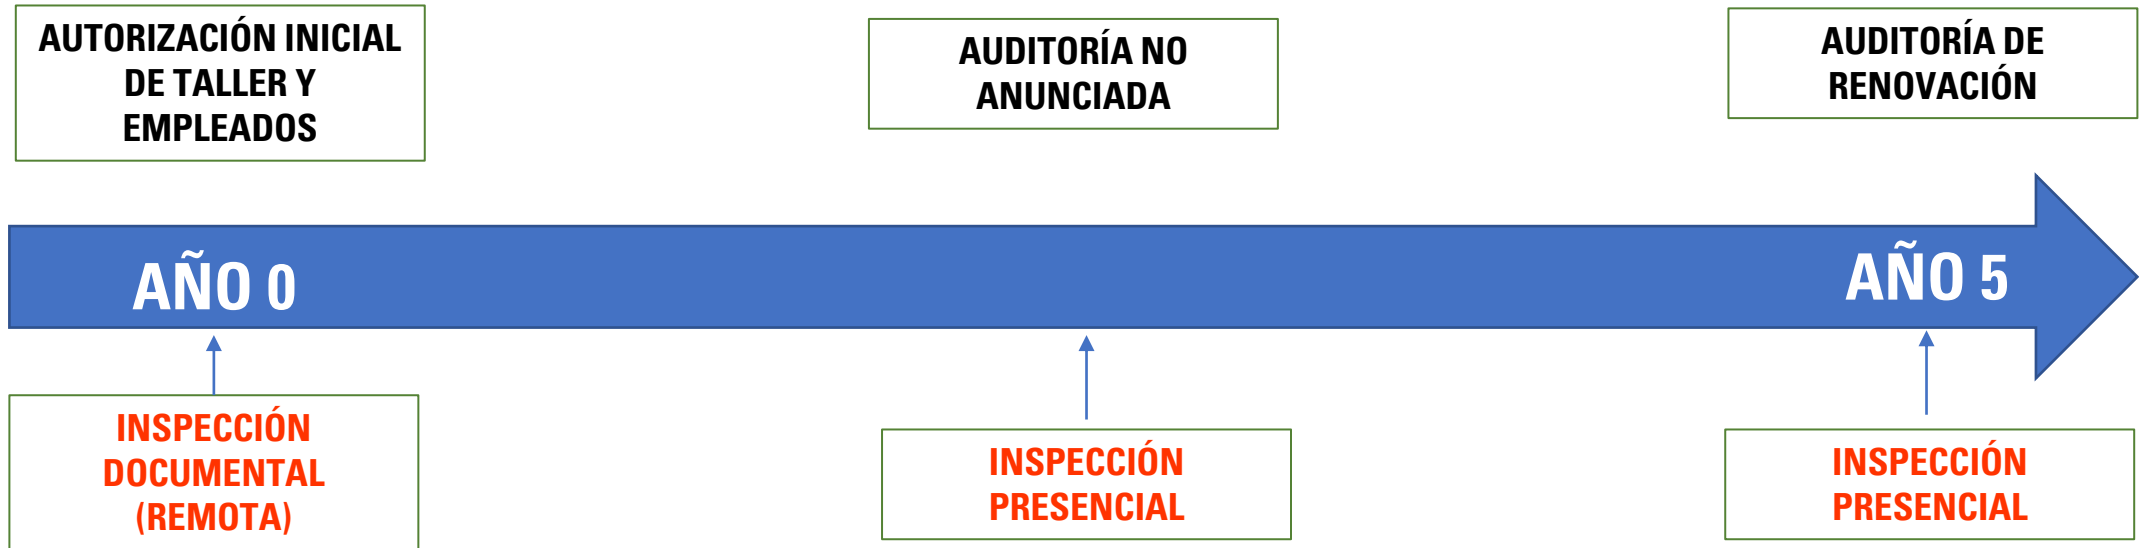 AUTORIZACIÓN INICIAL
DE TALLER Y
EMPLEADOS
AUDITORÍA NO
ANUNCIADA
AUDITORÍA DE
RENOVACIÓN
AÑO 0
AÑO 5
INSPECCIÓN
DOCUMENTAL
(REMOTA)
INSPECCIÓN
PRESENCIAL
INSPECCIÓN
PRESENCIAL